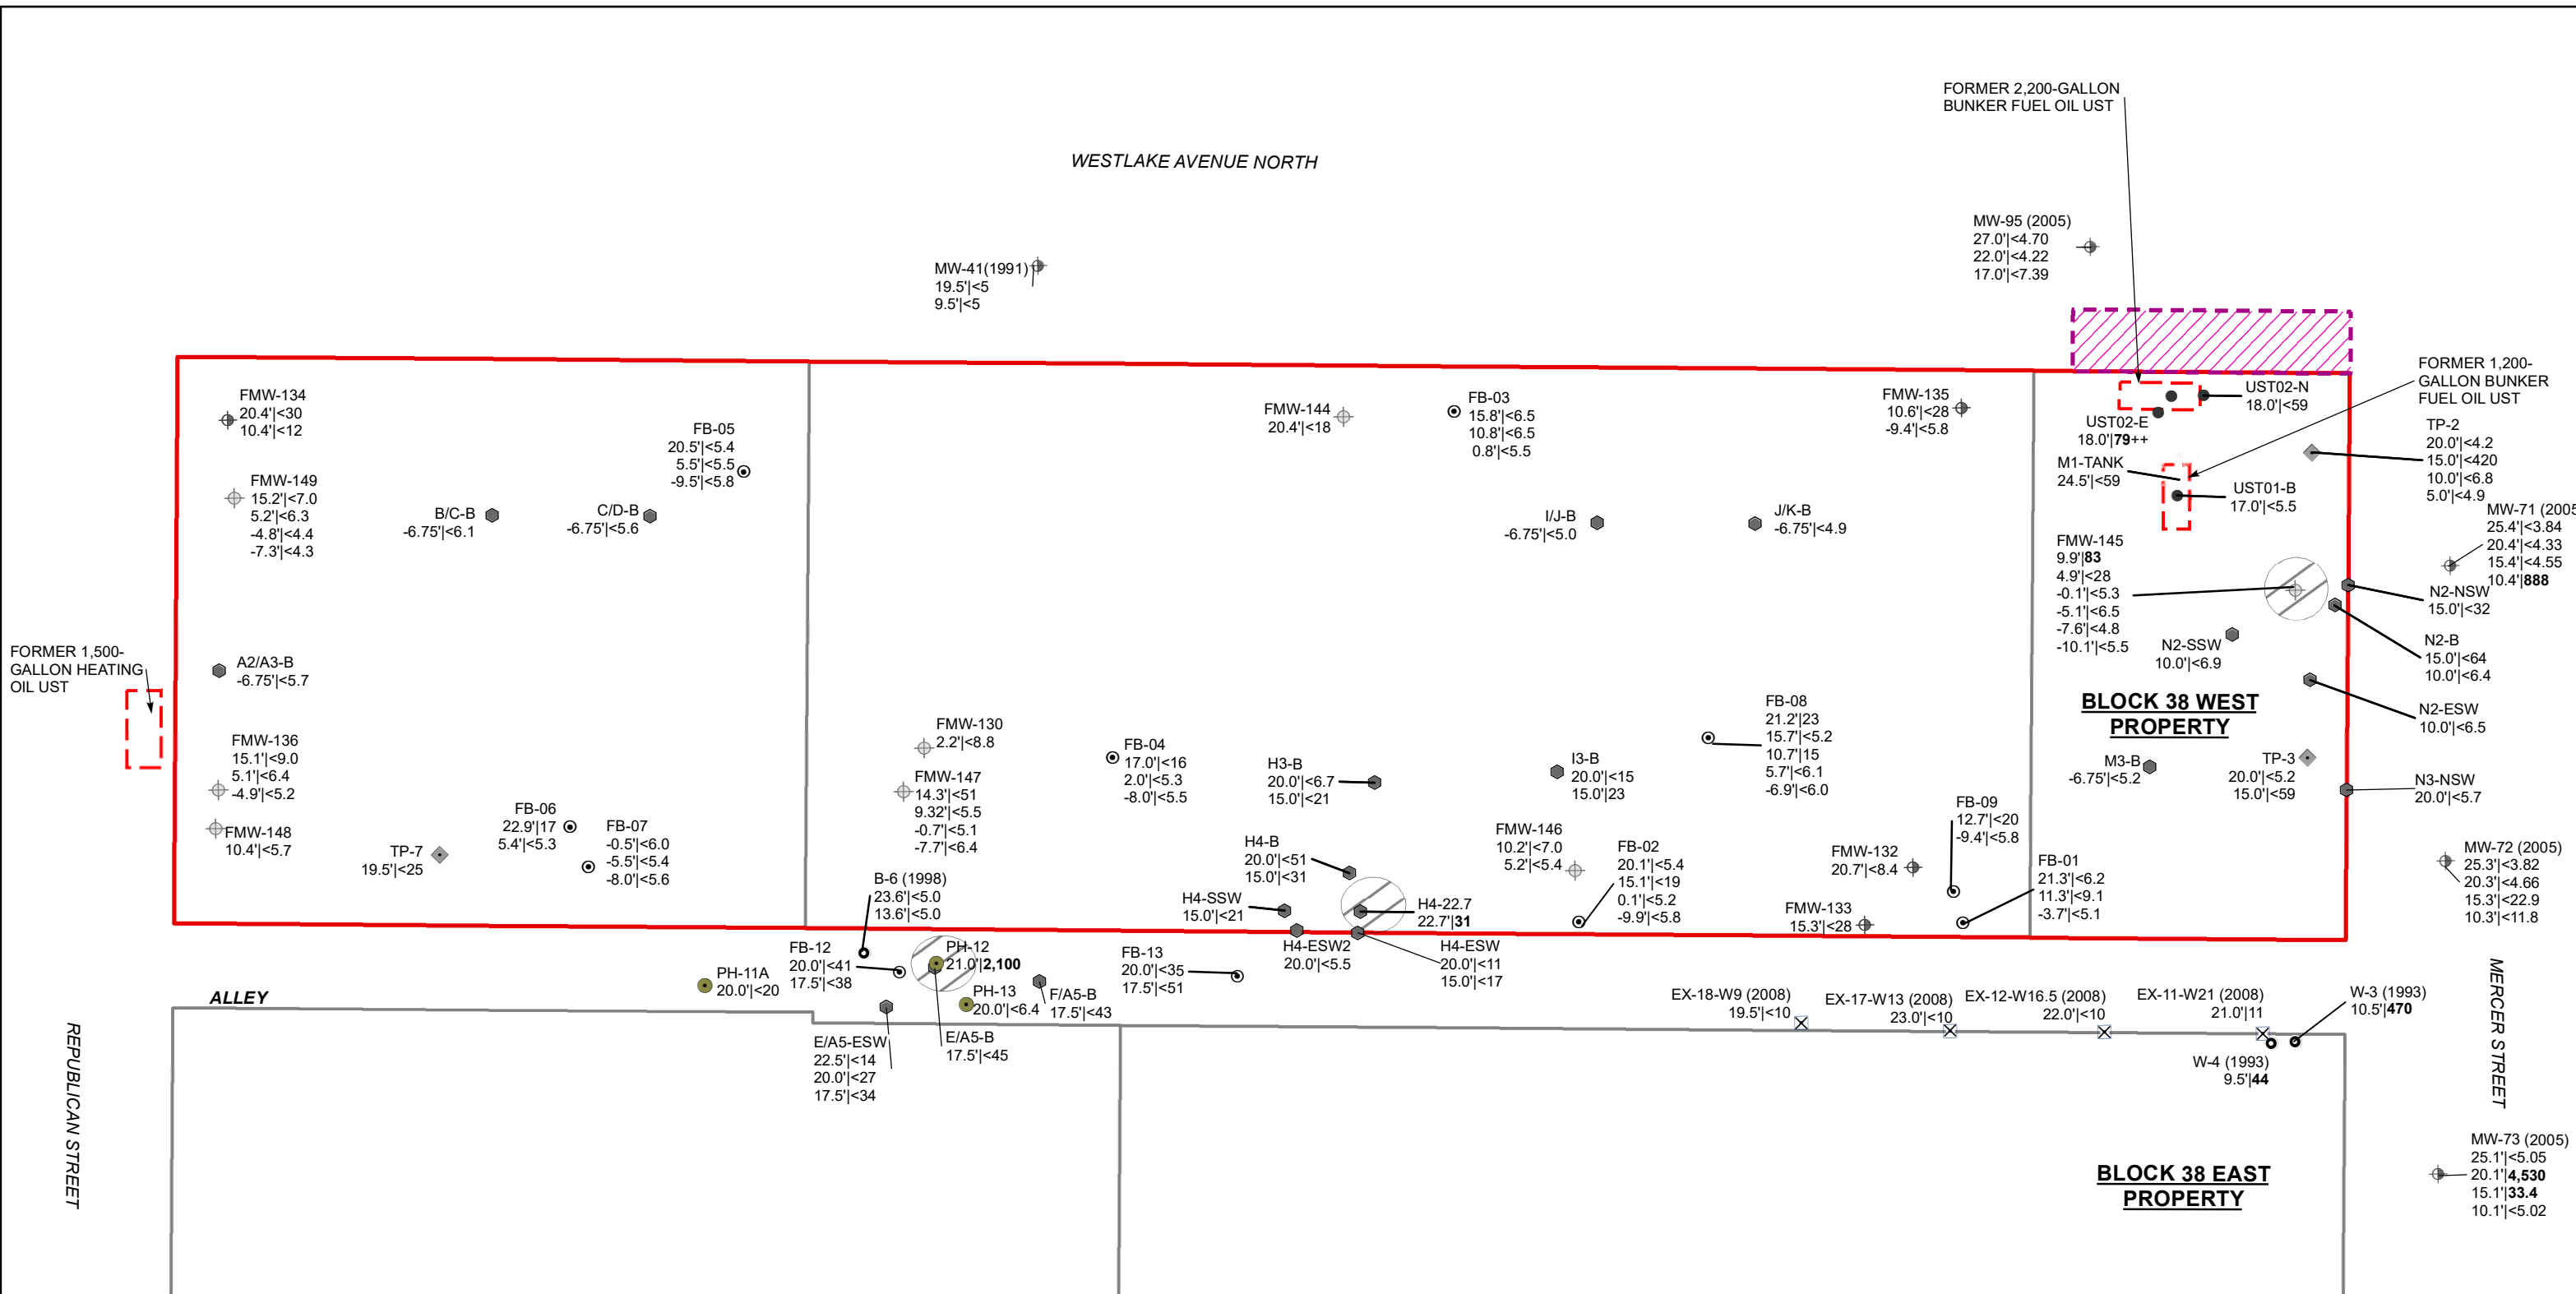 FORMER 2,200-GALLON
BUNKER FUEL OIL UST
WESTLAKE AVENUE NORTH
MW-95 (2005)
27.0'|<4.70
22.0'|<4.22
17.0'|<7.39
MW-41(1991)
19.5'|<5
9.5'|<5
FORMER 1,200-
GALLON BUNKER
FUEL OIL UST
FMW-134
20.4'|<30
10.4'|<12
FMW-149
15.2'|<7.0
5.2'|<6.3
-4.8'|<4.4
-7.3'|<4.3
B/C-B
-6.75'|<6.1
C/D-B
-6.75'|<5.6
FB-05
20.5'|<5.4
5.5'|<5.5
-9.5'|<5.8
FMW-144
20.4'|<18
FB-03
15.8'|<6.5
10.8'|<6.5
0.8'|<5.5
FMW-135
10.6'|<28
-9.4'|<5.8
I/J-B
-6.75'|<5.0
J/K-B
-6.75'|<4.9
UST02-N
18.0'|<59
UST02-E
18.0'|79++
M1-TANK
24.5'|<59
UST01-B
17.0'|<5.5
TP-2
20.0'|<4.2
15.0'|<420
10.0'|<6.8
5.0'|<4.9
MW-71 (2005
25.4'|<3.84
20.4'|<4.33
15.4'|<4.55
10.4'|888
FMW-145
9.9'|83
4.9'|<28
-0.1'|<5.3
-5.1'|<6.5
-7.6'|<4.8
-10.1'|<5.5
N2-NSW
15.0'|<32
N2-SSW
10.0'|<6.9
N2-B
15.0'|<64
10.0'|<6.4
N2-ESW
10.0'|<6.5
BLOCK 38 WEST
PROPERTY
M3-B
-6.75'|<5.2
TP-3
20.0'|<5.2
15.0'|<59
N3-NSW
20.0'|<5.7
FORMER 1,500-
GALLON HEATING
OIL UST
A2/A3-B
-6.75'|<5.7
FMW-136
15.1'|<9.0
5.1'|<6.4
-4.9'|<5.2
FMW-148
10.4'|<5.7
TP-7
19.5'|<25
FB-06
22.9'|17
5.4'|<5.3
FB-07
-0.5'|<6.0
-5.5'|<5.4
-8.0'|<5.6
FMW-130
2.2'|<8.8
FMW-147
14.3'|<51
9.32'|<5.5
-0.7'|<5.1
-7.7'|<6.4
FB-04
17.0'|<16
2.0'|<5.3
-8.0'|<5.5
H3-B
20.0'|<6.7
15.0'|<21
I3-B
20.0'|<15
15.0'|23
FB-08
21.2'|23
15.7'|<5.2
10.7'|15
5.7'|<6.1
-6.9'|<6.0
FB-09
12.7'|<20
-9.4'|<5.8
H4-B
20.0'|<51
15.0'|<31
FMW-146
10.2'|<7.0
5.2'|<5.4
FB-02
20.1'|<5.4
15.1'|<19
0.1'|<5.2
-9.9'|<5.8
FMW-132
20.7'|<8.4
FB-01
21.3'|<6.2
11.3'|<9.1
-3.7'|<5.1
FMW-133
15.3'|<28
MW-72 (2005)
25.3'|<3.82
20.3'|<4.66
15.3'|<22.9
10.3'|<11.8
B-6 (1998)
23.6'|<5.0
13.6'|<5.0
H4-SSW
15.0'|<21
H4-22.7
22.7'|31
H4-ESW2
20.0'|<5.5
H4-ESW
20.0'|<11
15.0'|<17
FB-12
20.0'|<41
17.5'|<38
PH-12
21.0'|2,100
PH-11A
20.0'|<20
PH-13
20.0'|<6.4
F/A5-B
17.5'|<43
FB-13
20.0'|<35
17.5'|<51
ALLEY
E/A5-ESW
22.5'|<14
20.0'|<27
17.5'|<34
E/A5-B
17.5'|<45
EX-18-W9 (2008)
19.5'|<10
EX-17-W13 (2008)
23.0'|<10
EX-12-W16.5 (2008)
22.0'|<10
EX-11-W21 (2008)
21.0'|11
W-3 (1993)
10.5'|470
W-4 (1993)
9.5'|44
REPUBLICAN STREET
MERCER STREET
MW-73 (2005)
25.1'|<5.05
20.1'|4,530
15.1'|33.4
10.1'|<5.02
BLOCK 38 EAST
PROPERTY